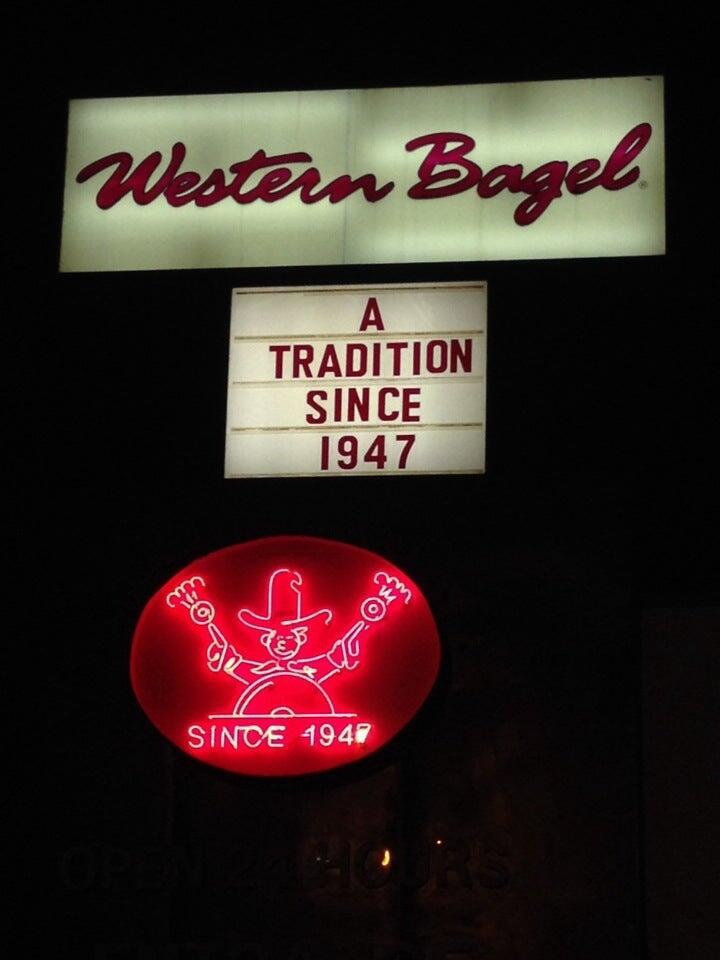 Western Bagel®
A
TRADITION
SINCE
1947
SINCE 1947
OPEN 24 HOURS